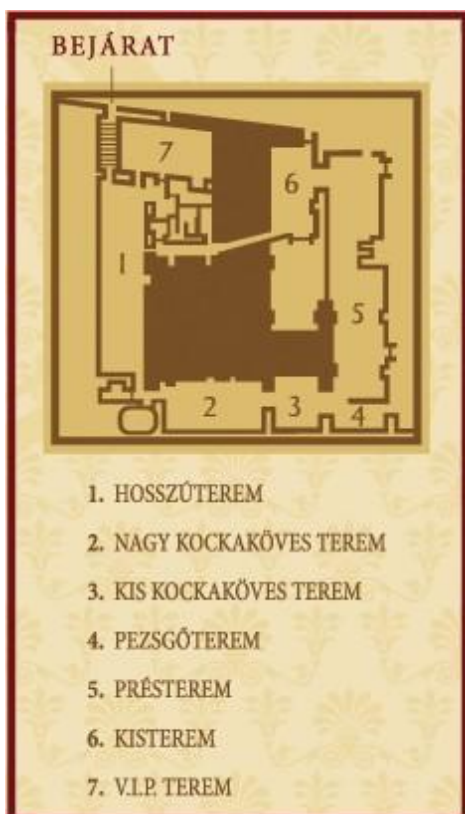 BEJÁRAT
7
6
1
5
2
3
4
1. HOSSZÚTEREM
2. NAGY KOCKAKÖVES TEREM
3. KIS KOCKAKÖVES TEREM
4. PEZSGŐTEREM
5. PRÉSTEREM
6. KISTEREM
7. V.I.P. TEREM